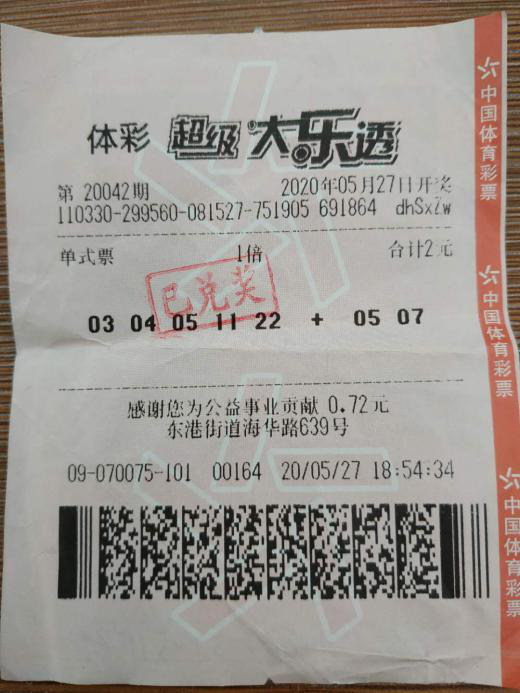 体彩 超级大乐透
第 20042期 2020年05月27日开奖
110330-299560-081527-751905 691864 dhSxZw
单式票 1倍 合计2元
已兑奖
03 04 05 11 22 + 05 07
感谢您为公益事业贡献 0.72元
东港街道海华路639号
09-070075-101 00164 20/05/27 18:54:34
中国体育彩票
中国体育彩票
中国体育彩票